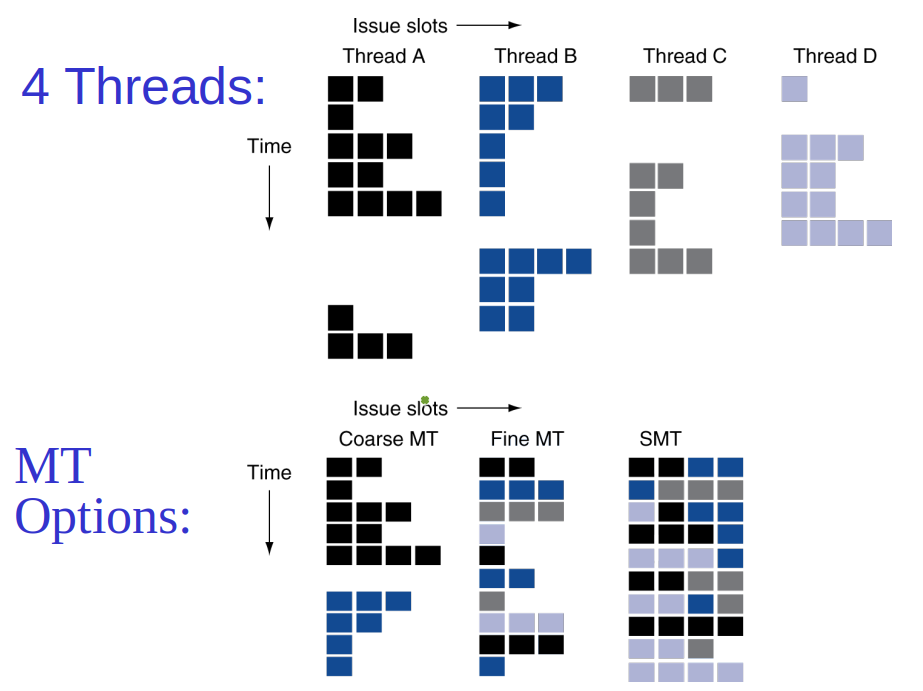 Issue slots
4 Threads:
Thread A Thread B Thread C Thread D
Time
Issue slots
MT
Options:
Coarse MT Fine MT SMT
Time